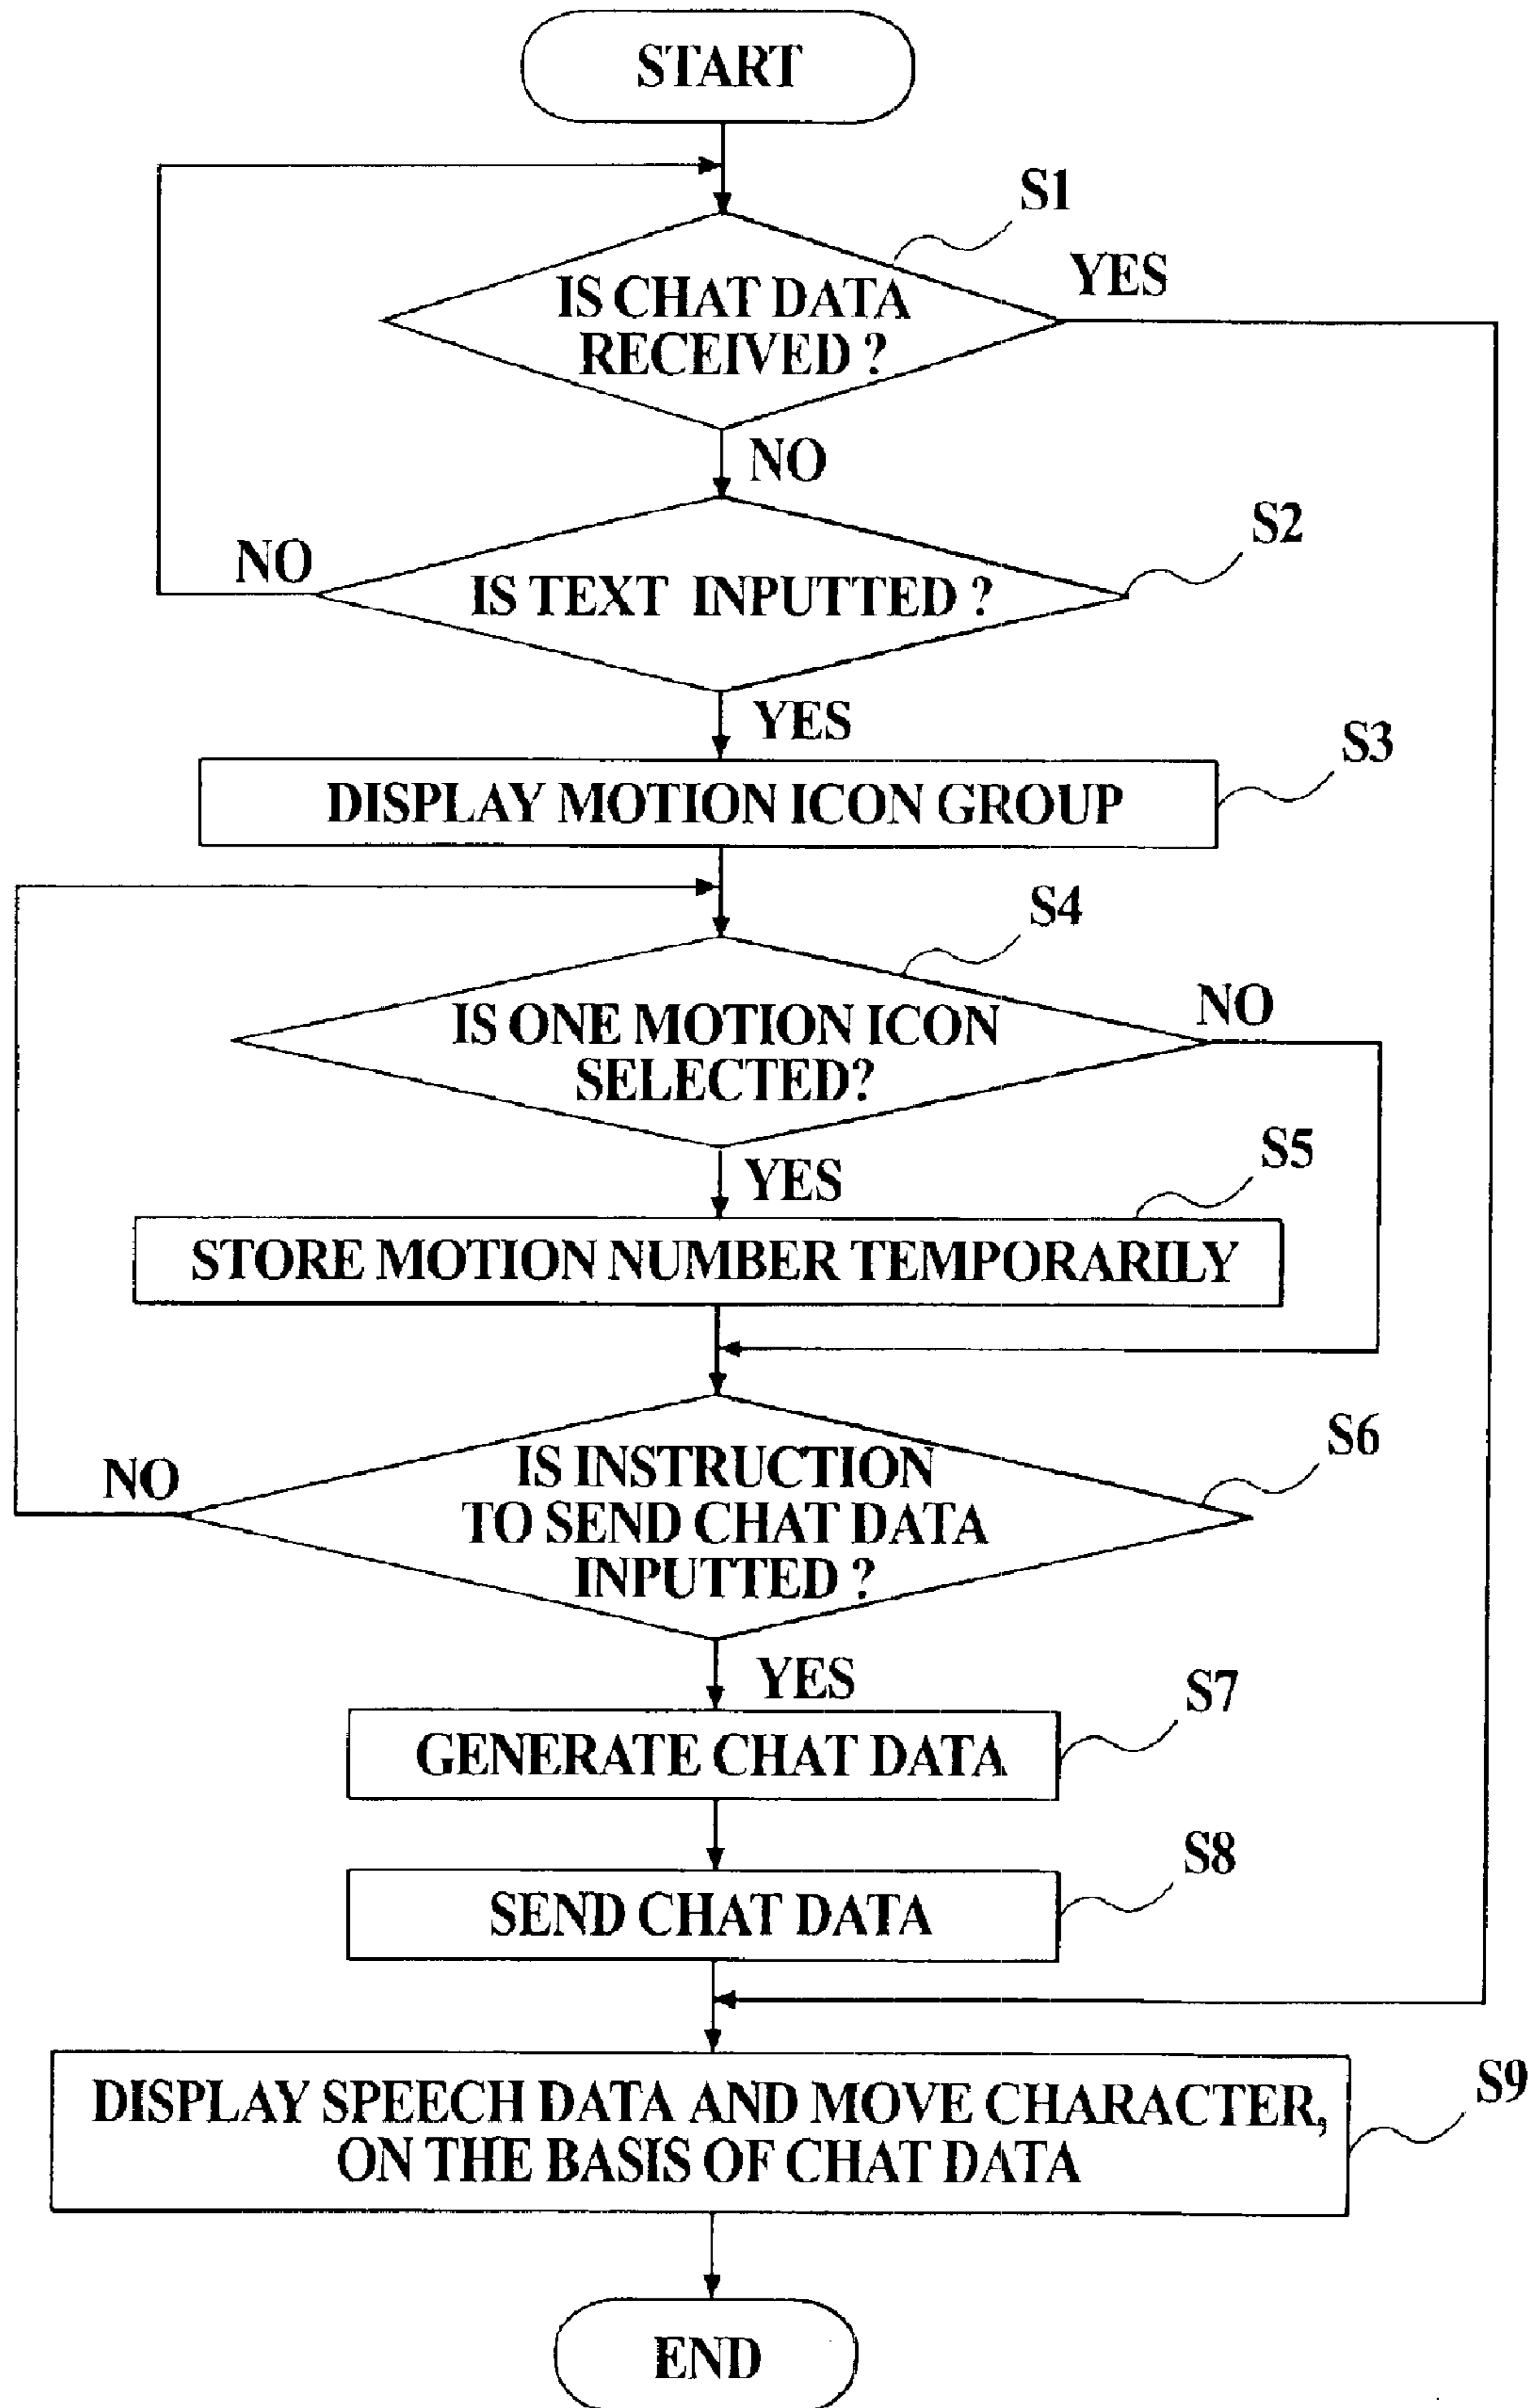 START
S1
YES
IS CHAT DATA
RECEIVED ?
NO
S2
NO
IS TEXT INPUTTED ?
YES
S3
DISPLAY MOTION ICON GROUP
S4
NO
IS ONE MOTION ICON
SELECTED?
S5
YES
STORE MOTION NUMBER TEMPORARILY
S6
NO
IS INSTRUCTION
TO SEND CHAT DATA
INPUTTED ?
YES
S7
GENERATE CHAT DATA
S8
SEND CHAT DATA
S9
DISPLAY SPEECH DATA AND MOVE CHARACTER,
ON THE BASIS OF CHAT DATA
END